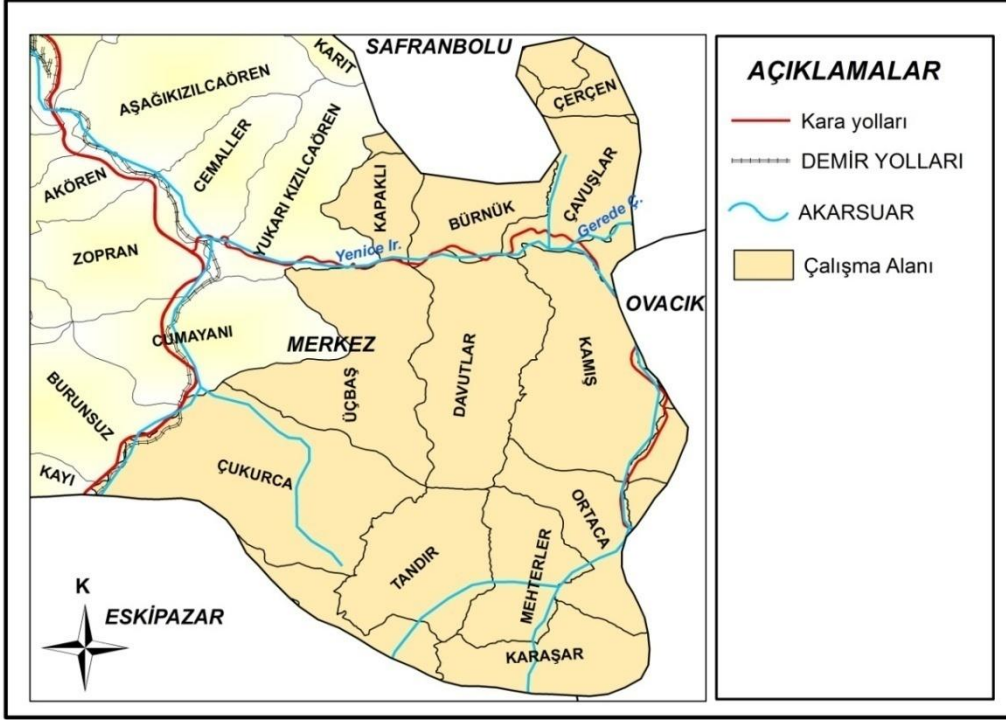 SAFRANBOLU
KARIT
AŞAĞIKIZILCAÖREN
ÇERÇEN
CEMALLER
YUKARI KIZILCAÖREN
AKÖREN
KAPAKLI
BÜRNÜK
ÇAVUŞLAR
Gerede Ç.
ZOPRAN
Yenice Ir.
OVACIK
CUMAYANI
MERKEZ
ÜÇBAŞ
DAVUTLAR
KAMIŞ
BURUNSUZ
KAYI
ÇUKURCA
ORTACA
TANDIR
MEHTERLER
KARAŞAR
K
ESKİPAZAR
AÇIKLAMALAR
Kara yolları
DEMİR YOLLARI
AKARSUAR
Çalışma Alanı